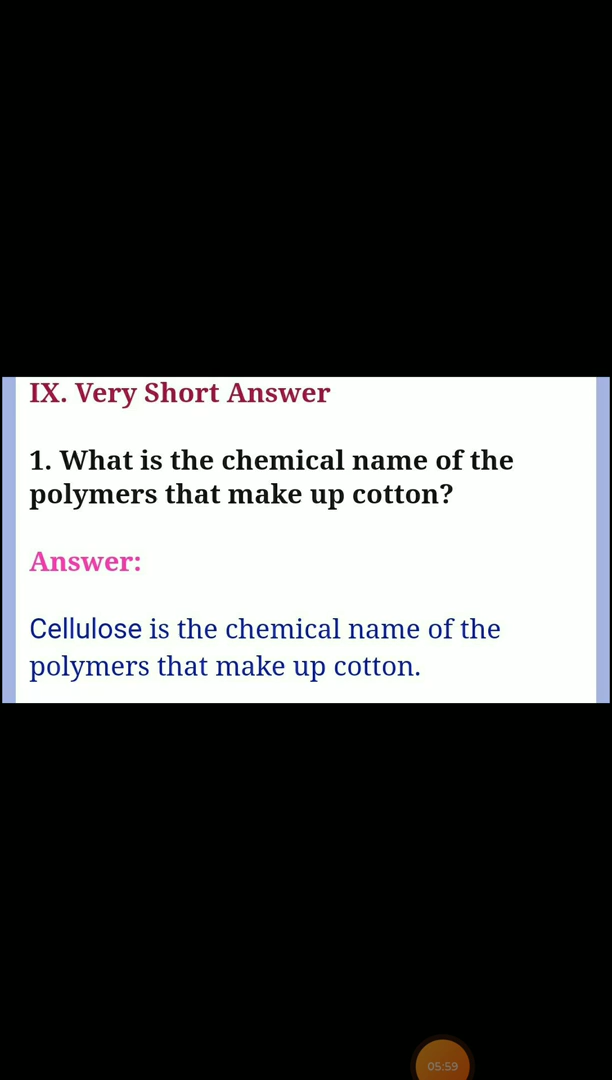 IX. Very Short Answer
1. What is the chemical name of the
polymers that make up cotton?
Answer:
Cellulose is the chemical name of the
polymers that make up cotton.
05:59